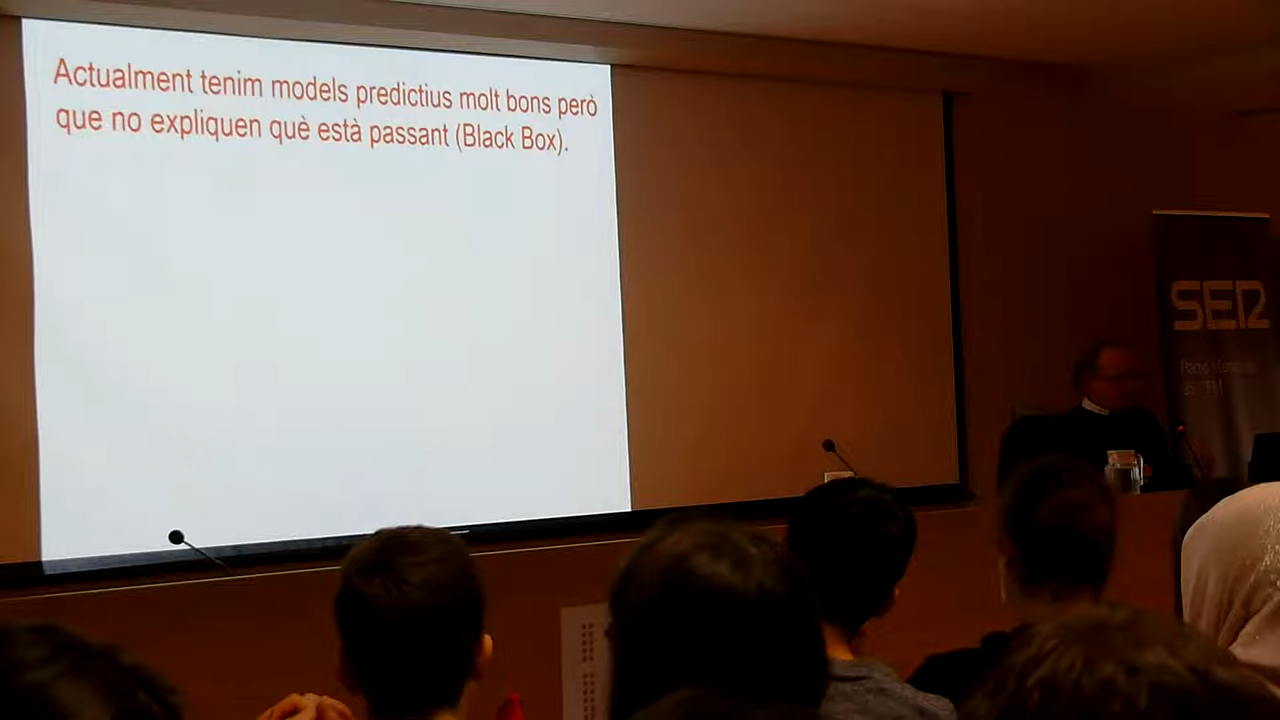 Actualment tenim models predictius molt bons però
que no expliquen què està passant (Black Box).
SER